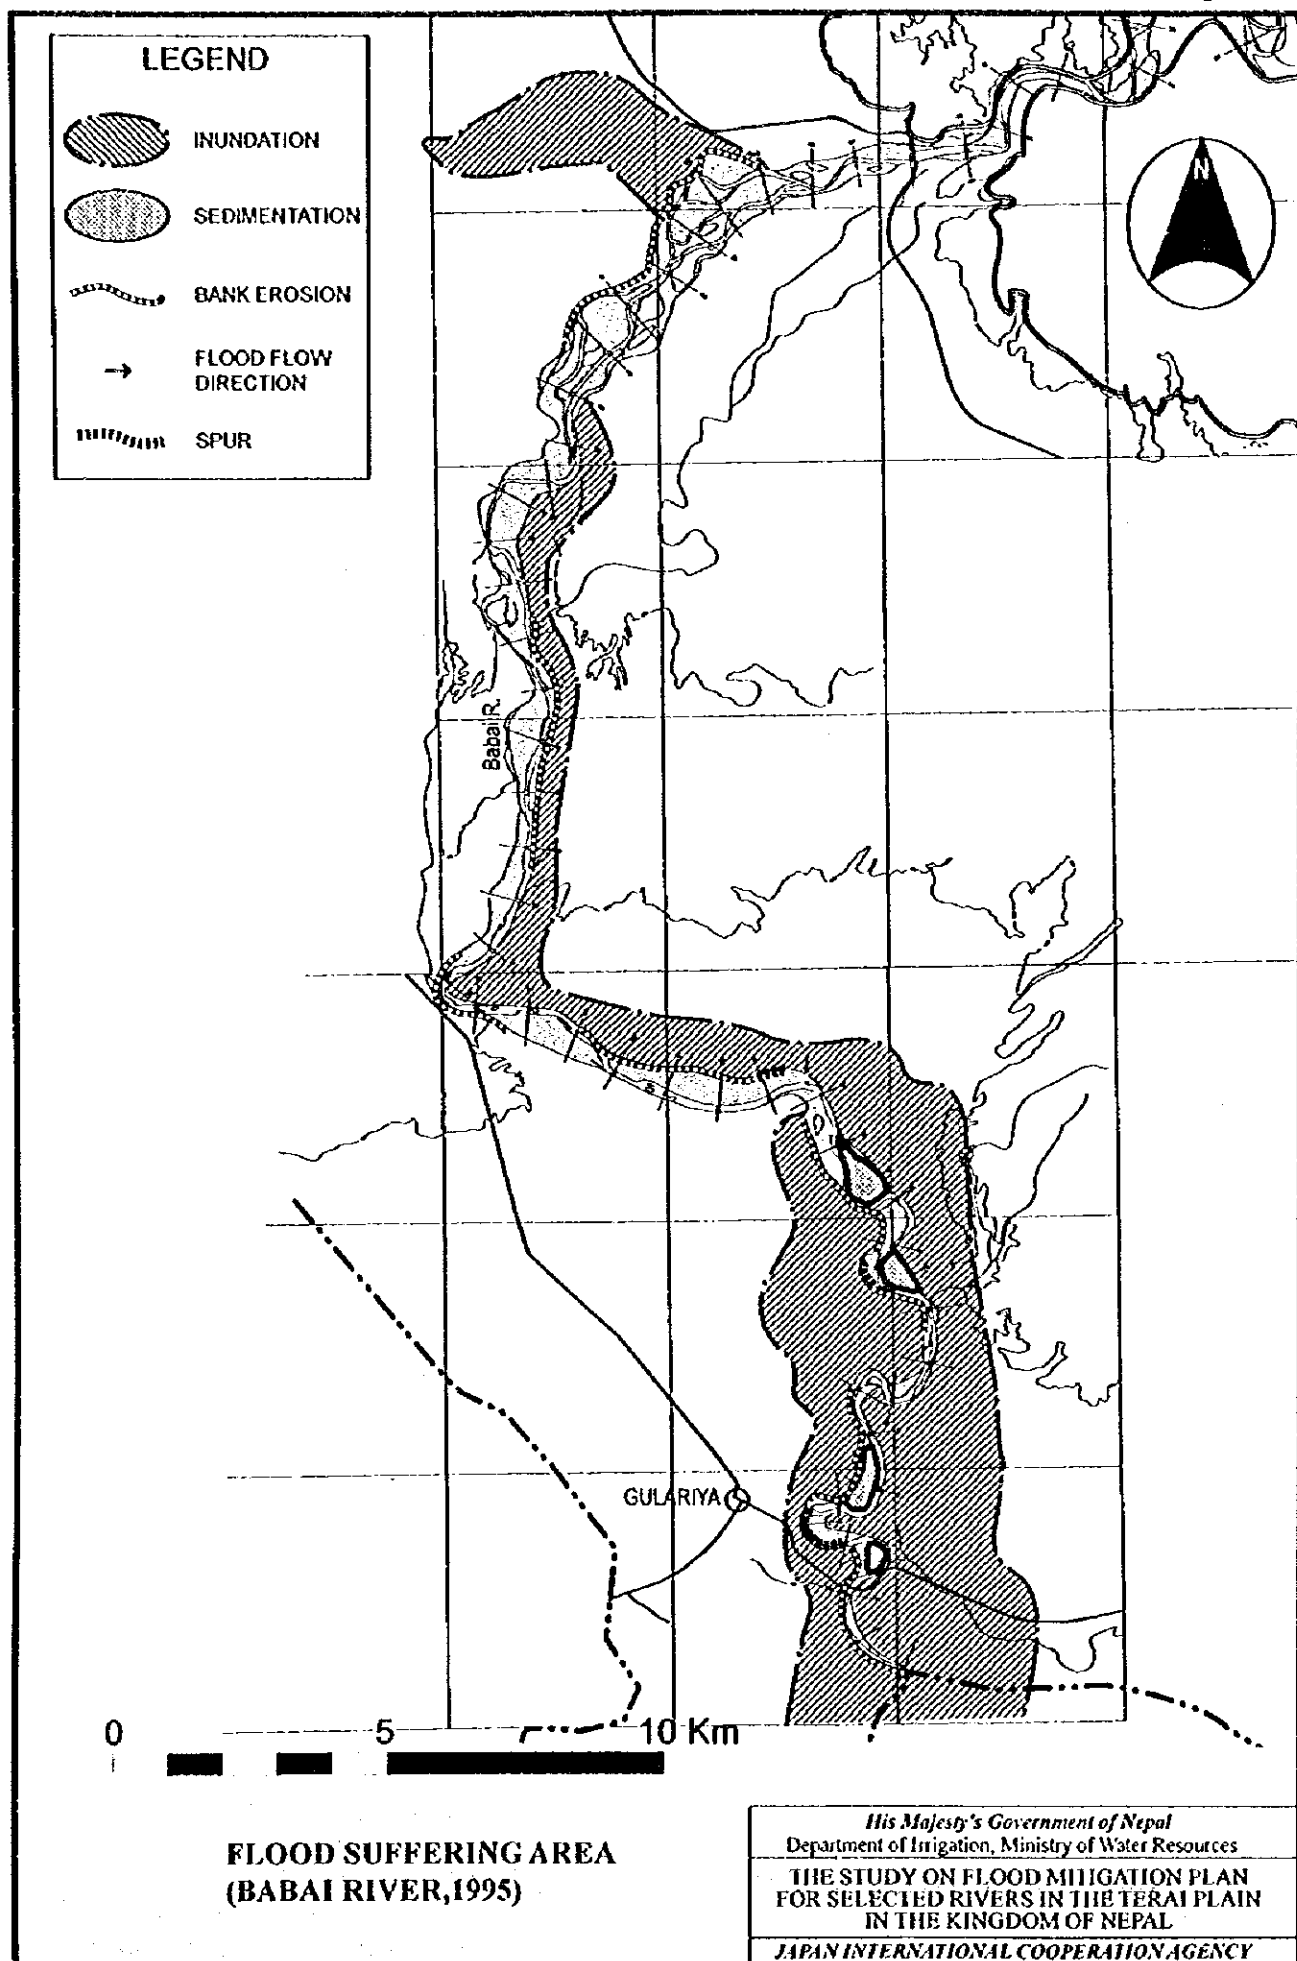 LEGEND
INUNDATION
SEDIMENTATION
BANK EROSION
FLOOD FLOW
DIRECTION
SPUR
N
Babai R.
GULARIYA
0 5 10 Km
FLOOD SUFFERING AREA
(BABAI RIVER,1995)
His Majesty's Government of Nepal
Department of Irrigation, Ministry of Water Resources
THE STUDY ON FLOOD MITIGATION PLAN
FOR SELECTED RIVERS IN THE TERAI PLAIN
IN THE KINGDOM OF NEPAL
JAPAN INTERNATIONAL COOPERATION AGENCY